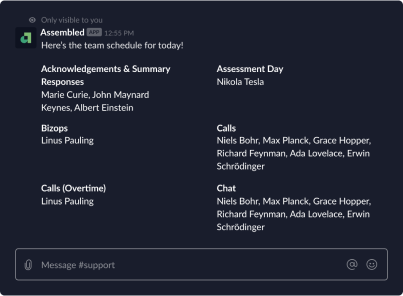 Only visible to you
Assembled APP 12:55 PM
Here's the team schedule for today!
Acknowledgements & Summary
Responses
Marie Curie, John Maynard
Keynes, Albert Einstein
Assessment Day
Nikola Tesla
Bizops
Linus Pauling
Calls
Niels Bohr, Max Planck, Grace Hopper,
Richard Feynman, Ada Lovelace, Erwin
Schrödinger
Calls (Overtime)
Linus Pauling
Chat
Niels Bohr, Max Planck, Grace Hopper,
Richard Feynman, Ada Lovelace, Erwin
Schrödinger
Message #support